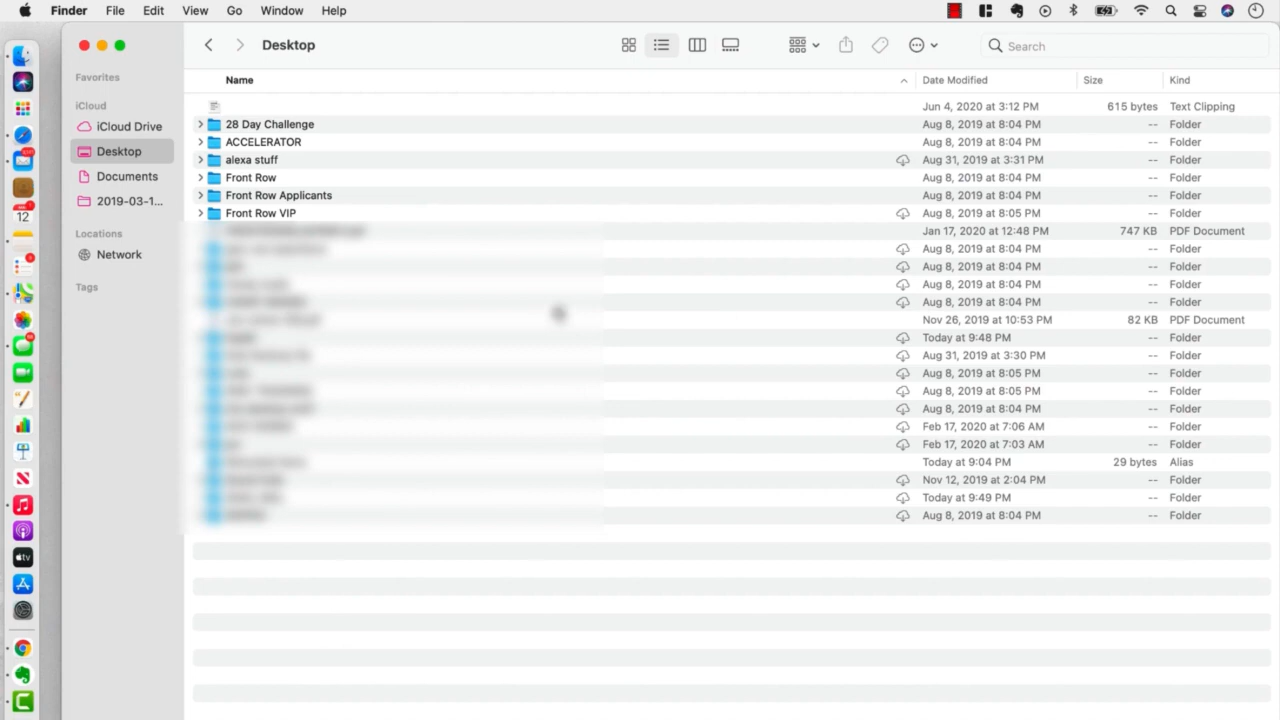 Finder File Edit View Go Window Help
Desktop
Search
Favorites
iCloud
iCloud Drive
Desktop
Documents
2019-03-1...
Locations
Network
Tags
Name Date Modified Size Kind
Jun 4, 2020 at 3:12 PM 615 bytes Text Clipping
28 Day Challenge Aug 8, 2019 at 8:04 PM -- Folder
ACCELERATOR Aug 8, 2019 at 8:04 PM -- Folder
alexa stuff Aug 31, 2019 at 3:31 PM -- Folder
Front Row Aug 8, 2019 at 8:04 PM -- Folder
Front Row Applicants Aug 8, 2019 at 8:04 PM -- Folder
Front Row VIP Aug 8, 2019 at 8:05 PM -- Folder
Jan 17, 2020 at 12:48 PM 747 KB PDF Document
Aug 8, 2019 at 8:04 PM -- Folder
Aug 8, 2019 at 8:04 PM -- Folder
Aug 8, 2019 at 8:04 PM -- Folder
Aug 8, 2019 at 8:04 PM -- Folder
Nov 26, 2019 at 10:53 PM 82 KB PDF Document
Today at 9:48 PM -- Folder
Aug 31, 2019 at 3:30 PM -- Folder
Aug 8, 2019 at 8:05 PM -- Folder
Aug 8, 2019 at 8:05 PM -- Folder
Aug 8, 2019 at 8:04 PM -- Folder
Feb 17, 2020 at 7:06 AM -- Folder
Feb 17, 2020 at 7:03 AM -- Folder
Today at 9:04 PM 29 bytes Alias
Nov 12, 2019 at 2:04 PM -- Folder
Today at 9:49 PM -- Folder
Aug 8, 2019 at 8:04 PM -- Folder
12
tv